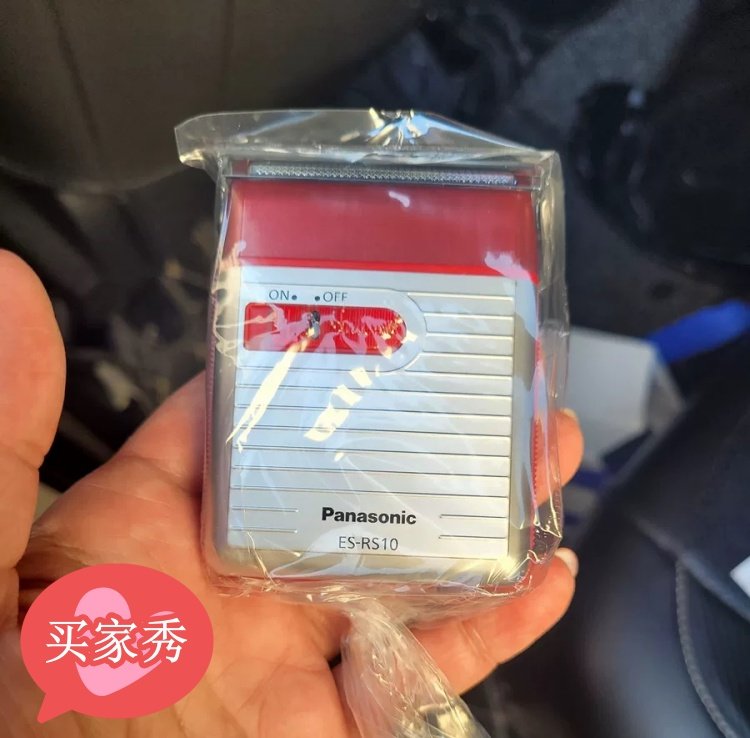 ON• •OFF
Panasonic
ES-RS10
买家秀